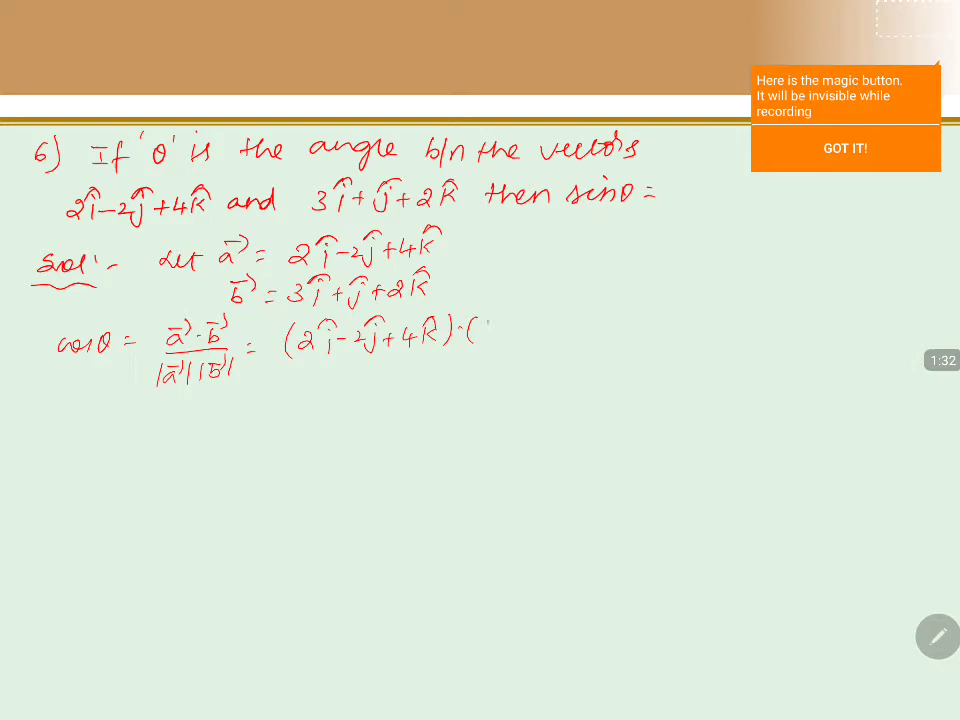 Here is the magic button.
It will be invisible while
recording
GOT IT!
6) If 'θ' is the angle b/n the vectors
2î-2ĵ+4k̂ and 3î+ĵ+2k̂ then sinθ =
Sol:- Let a⃗ = 2î-2ĵ+4k̂
b⃗ = 3î+ĵ+2k̂
cosθ = a⃗·b⃗ / |a⃗||b⃗| = (2î-2ĵ+4k̂)·(
1:32